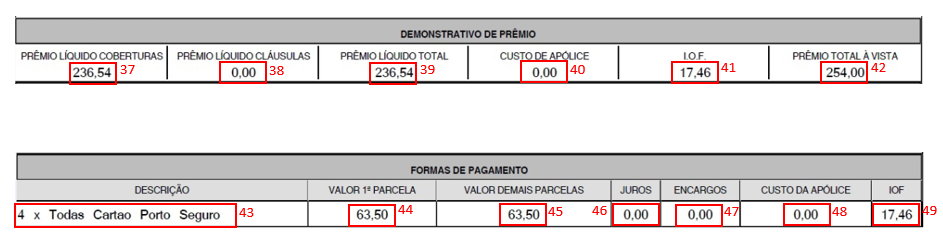 DEMONSTRATIVO DE PRÊMIO
PRÊMIO LÍQUIDO COBERTURAS PRÊMIO LÍQUIDO CLÁUSULAS PRÊMIO LÍQUIDO TOTAL CUSTO DE APÓLICE I.O.F. PRÊMIO TOTAL À VISTA
236,54 37 0,00 38 236,54 39 0,00 40 17,46 41 254,00 42
FORMAS DE PAGAMENTO
DESCRIÇÃO VALOR 1ª PARCELA VALOR DEMAIS PARCELAS JUROS ENCARGOS CUSTO DA APÓLICE IOF
4 x Todas Cartao Porto Seguro 43 63,50 44 63,50 45 46 0,00 0,00 47 0,00 48 17,46 49